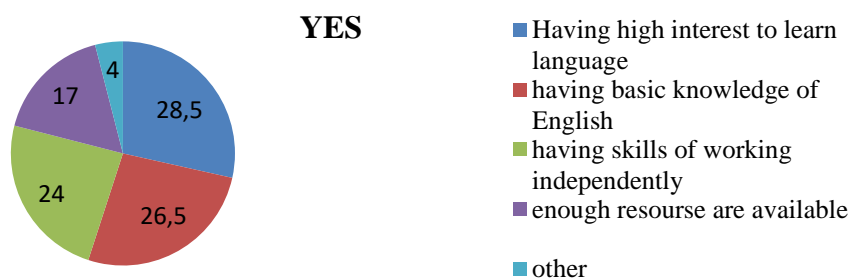 YES
4
28,5
17
24
26,5
Having high interest to learn
language
having basic knowledge of
English
having skills of working
independently
enough resourse are available
other